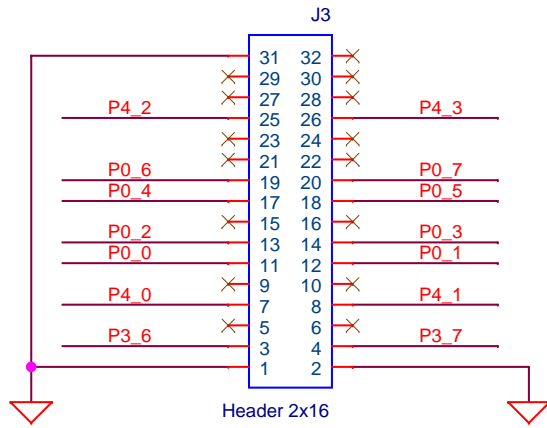 J3
31 32
29 30
27 28
P4_2 25 26 P4_3
23 24
21 22
P0_6 19 20 P0_7
P0_4 17 18 P0_5
15 16
P0_2 13 14 P0_3
P0_0 11 12 P0_1
9 10
P4_0 7 8 P4_1
5 6
P3_6 3 4 P3_7
1 2
Header 2x16